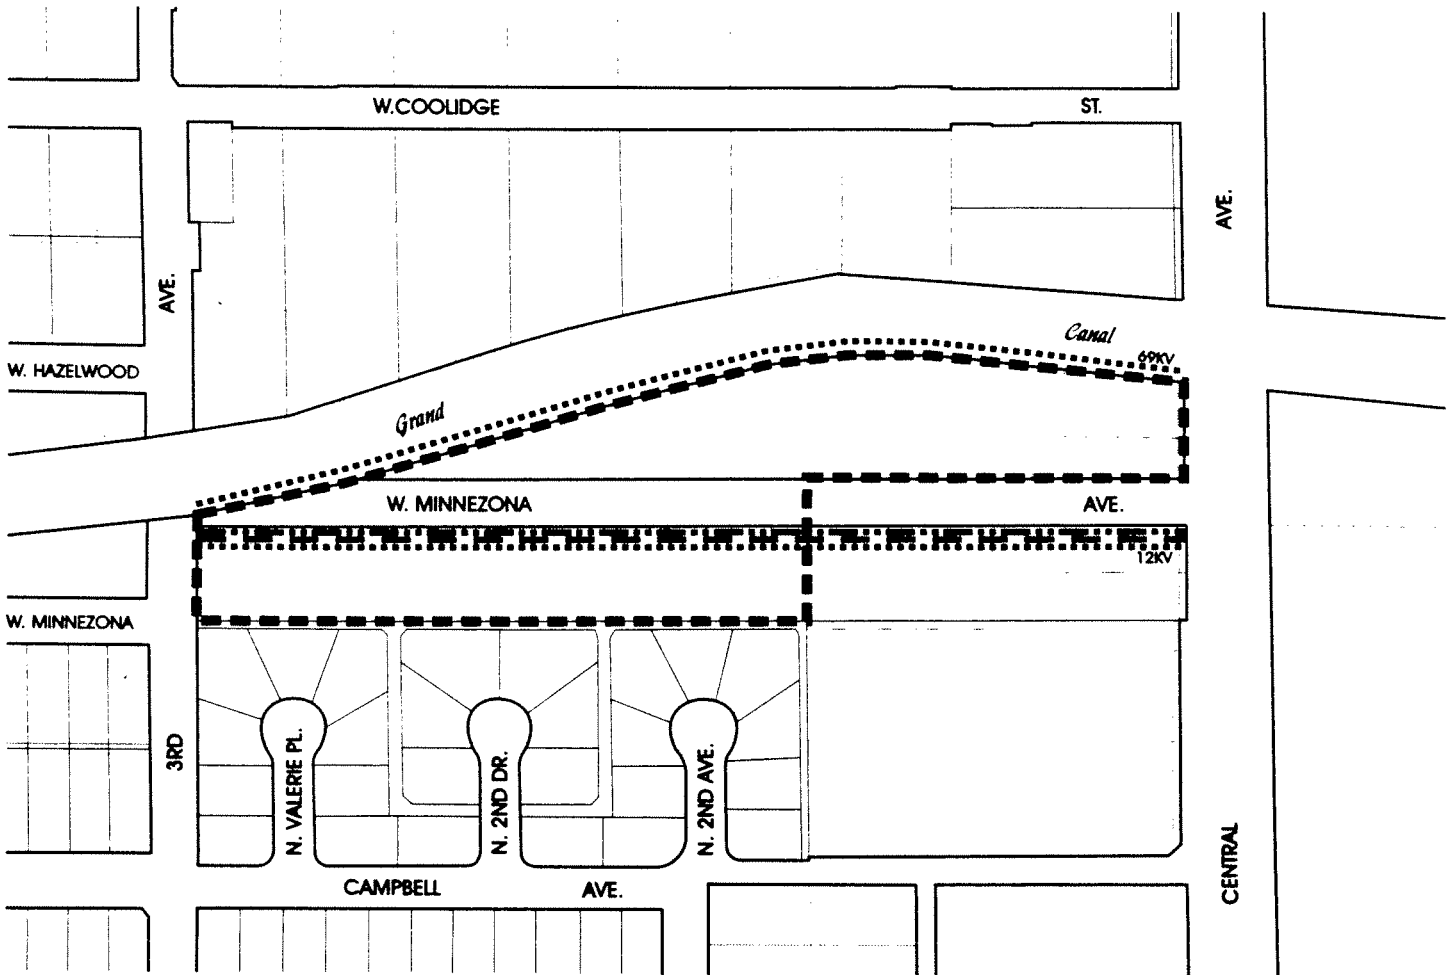 W.COOLIDGE ST.
AVE.
AVE.
W. HAZELWOOD
Canal
69KV
Grand
W. MINNEZONA AVE.
12KV
W. MINNEZONA
3RD
N. VALERIE PL.
N. 2ND DR.
N. 2ND AVE.
CENTRAL
CAMPBELL AVE.